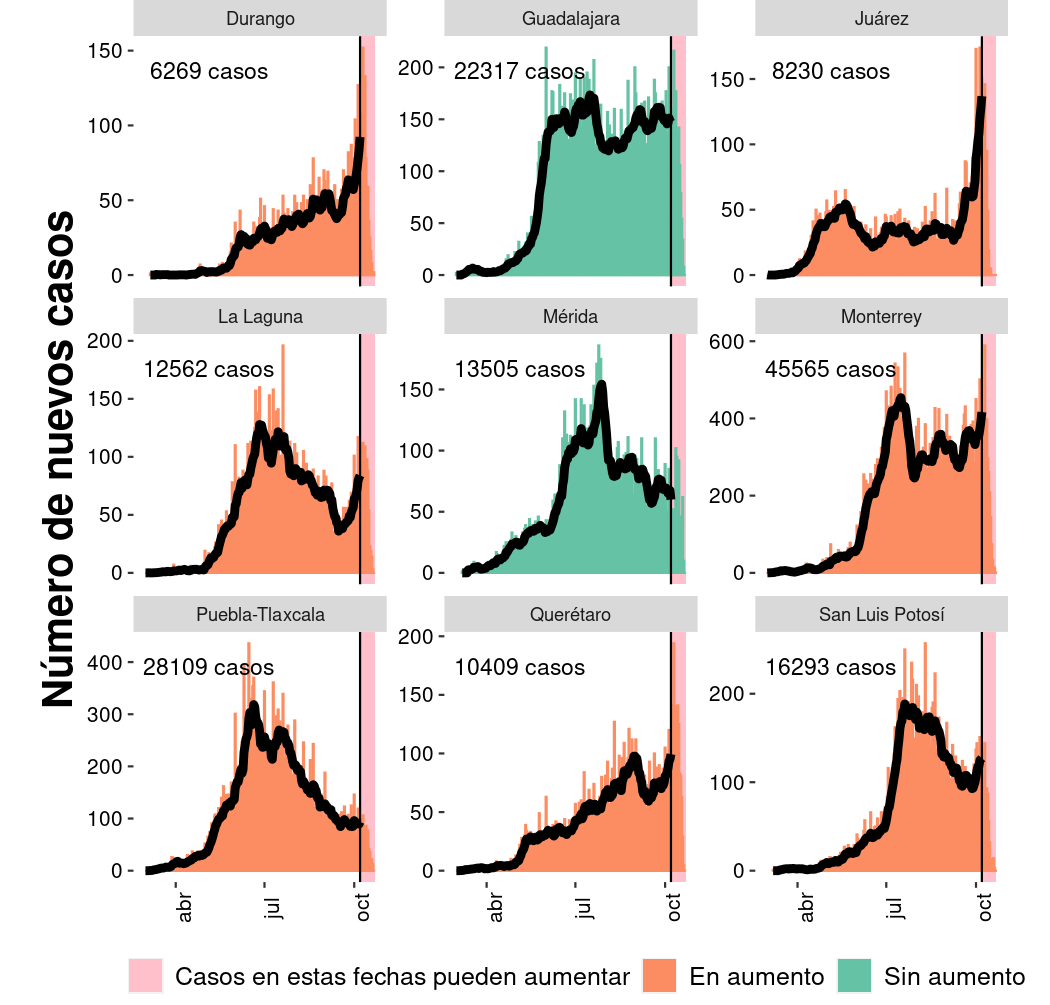 Número de nuevos casos
Durango
Guadalajara
Juárez
150
100
50
0
6269 casos
200
150
100
50
0
22317 casos
150
100
50
0
8230 casos
La Laguna
Mérida
Monterrey
200
150
100
50
0
12562 casos
150
100
50
0
13505 casos
600
400
200
0
45565 casos
Puebla-Tlaxcala
Querétaro
San Luis Potosí
400
300
200
100
0
28109 casos
200
150
100
50
0
10409 casos
200
100
0
16293 casos
abr
jul
oct
abr
jul
oct
abr
jul
oct
Casos en estas fechas pueden aumentar
En aumento
Sin aumento